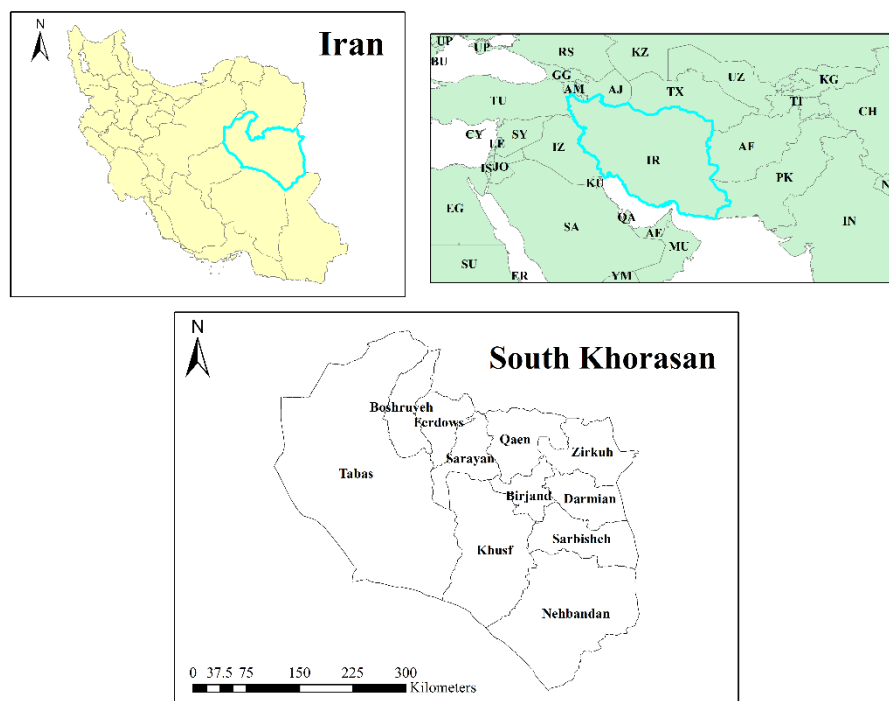 N
Iran
UP
UP
RS
KZ
BU
GG
UZ
KG
AM
AJ
TX
TI
TU
CH
CY
SY
LE
IZ
IR
AF
IS
JO
PK
KU
N
EG
QA
SA
AE
MU
IN
SU
ER
YM
N
South Khorasan
Boshruyeh
Ferdows
Qaen
Zirkuh
Sarayan
Tabas
Birjand
Darmian
Sarbisheh
Khusf
Nehbandan
0 37.5 75 150 225 300
Kilometers